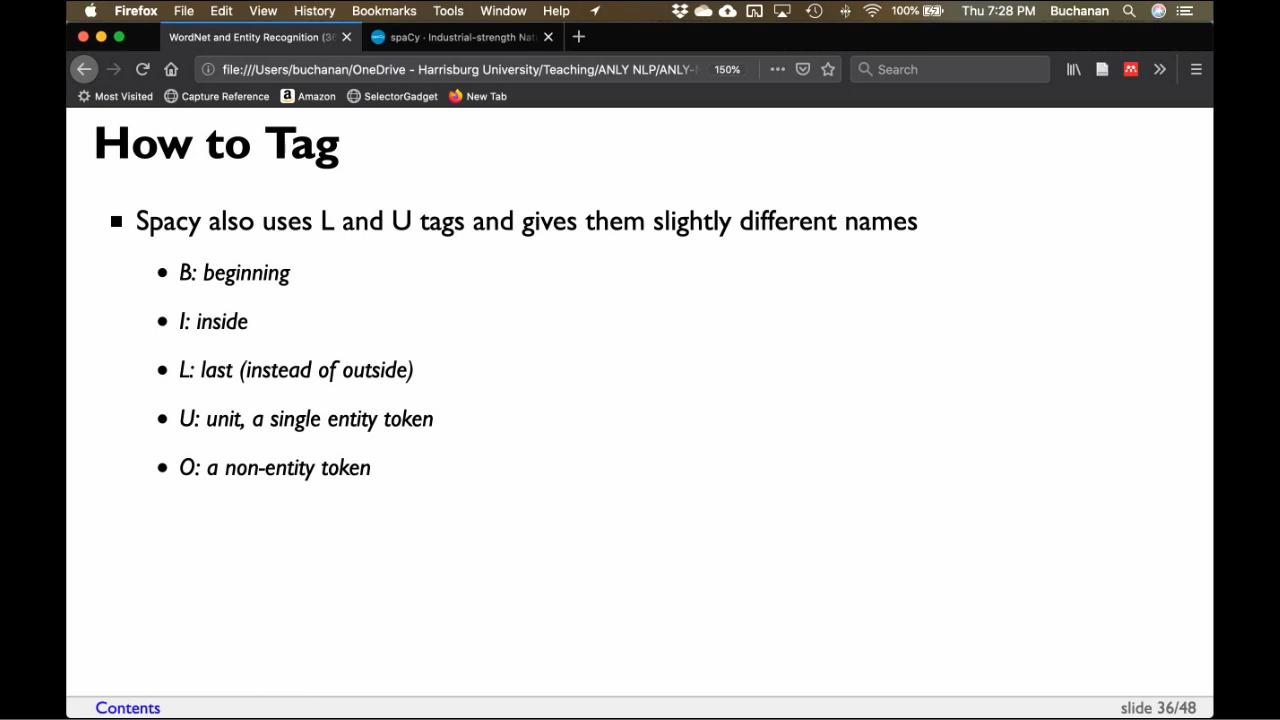 Firefox File Edit View History Bookmarks Tools Window Help 100% Thu 7:28 PM Buchanan
WordNet and Entity Recognition (36 spaCy · Industrial-strength Nat
file:///Users/buchanan/OneDrive - Harrisburg University/Teaching/ANLY NLP/ANLY- 150% Search
Most Visited Capture Reference Amazon SelectorGadget New Tab
How to Tag
Spacy also uses L and U tags and gives them slightly different names
B: beginning
I: inside
L: last (instead of outside)
U: unit, a single entity token
O: a non-entity token
Contents slide 36/48